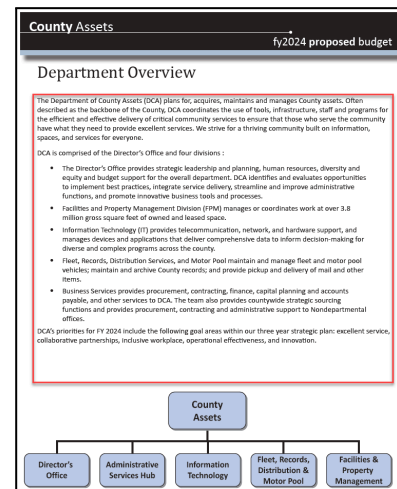 County Assets
fy2024 proposed budget
Department Overview
The Department of County Assets (DCA) plans for, acquires, maintains and manages County assets. Often
described as the backbone of the County, DCA coordinates the use of tools, infrastructure, staff and programs for
the efficient and effective delivery of critical community services to ensure that those who serve the community
have what they need to provide excellent services. We strive for a thriving community built on information,
spaces, and services for everyone.
DCA is comprised of the Director's Office and four divisions :
• The Director's Office provides strategic leadership and planning, human resources, diversity and
equity and budget support for the overall department. DCA identifies and evaluates opportunities
to implement best practices, integrate service delivery, streamline and improve administrative
functions, and promote innovative business tools and processes.
• Facilities and Property Management Division (FPM) manages or coordinates work at over 3.8
million gross square feet of owned and leased space.
• Information Technology (IT) provides telecommunication, network, and hardware support, and
manages devices and applications that deliver comprehensive data to inform decision-making for
diverse and complex programs across the county.
• Fleet, Records, Distribution Services, and Motor Pool maintain and manage fleet and motor pool
vehicles; maintain and archive County records; and provide pickup and delivery of mail and other
items.
• Business Services provides procurement, contracting, finance, capital planning and accounts
payable, and other services to DCA. The team also provides countywide strategic sourcing
functions and provides procurement, contracting and administrative support to Nondepartmental
offices.
DCA's priorities for FY 2024 include the following goal areas within our three year strategic plan: excellent service,
collaborative partnerships, inclusive workplace, operational effectiveness, and innovation.
County
Assets
Director's
Office
Administrative
Services Hub
Information
Technology
Fleet, Records,
Distribution &
Motor Pool
Facilities &
Property
Management